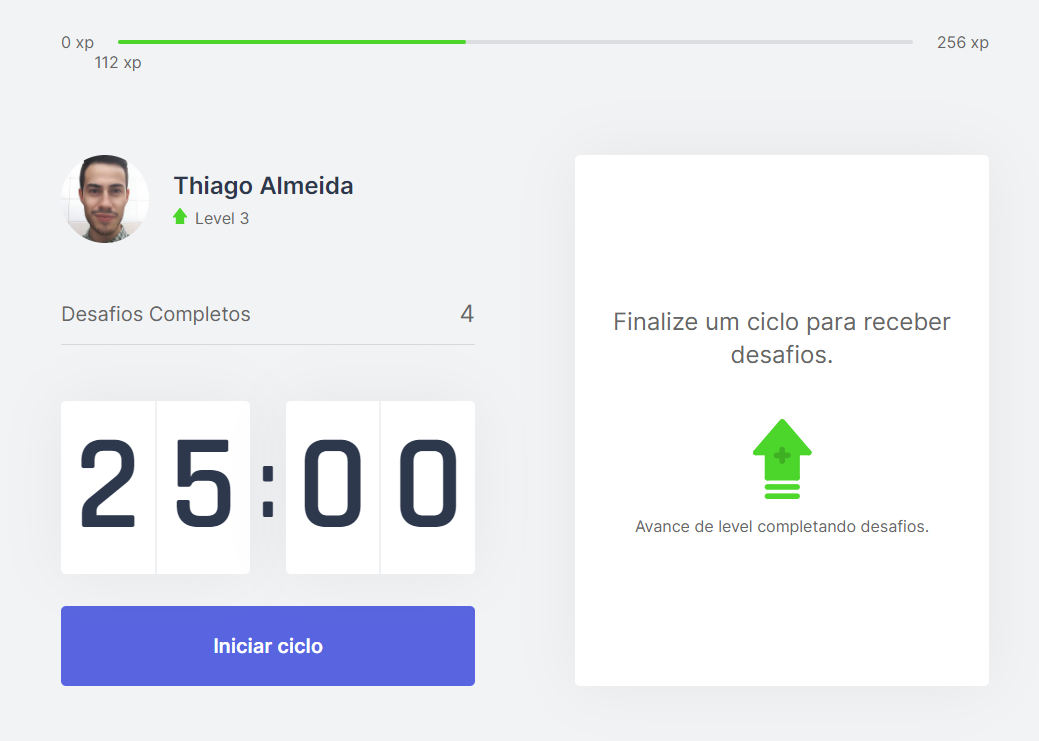 0 xp
256 xp
112 xp
Thiago Almeida
Level 3
Desafios Completos
4
25:00
Iniciar ciclo
Finalize um ciclo para receber
desafios.
Avance de level completando desafios.